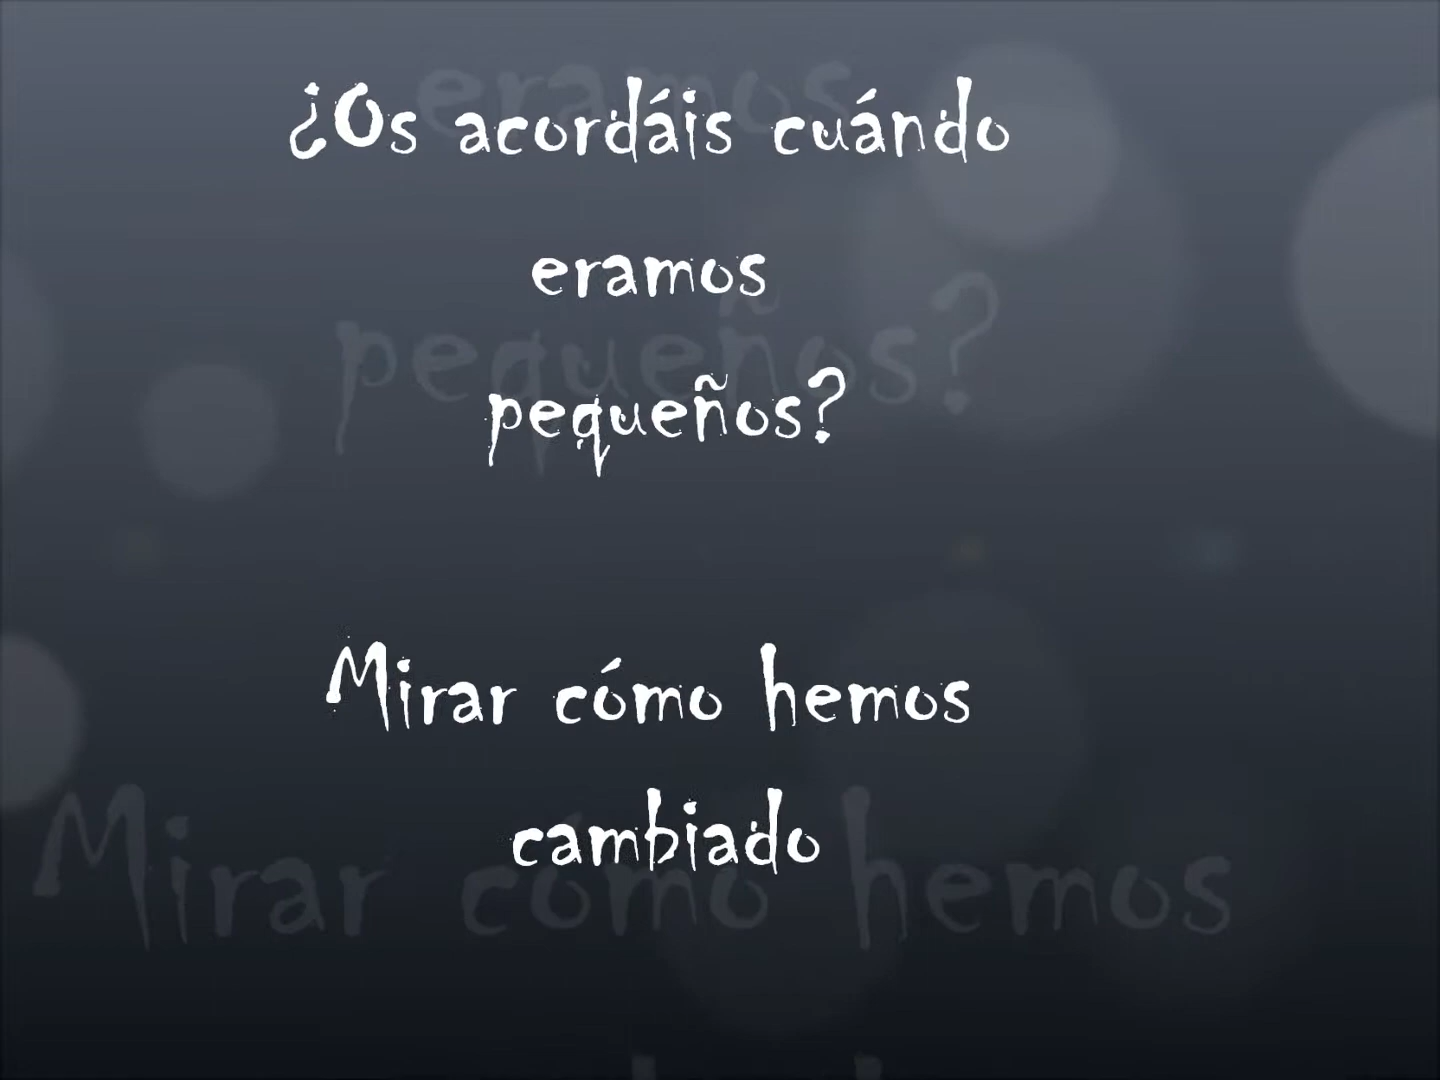 ¿Os acordáis cuándo
eramos
pequeños?
Mirar cómo hemos
cambiado